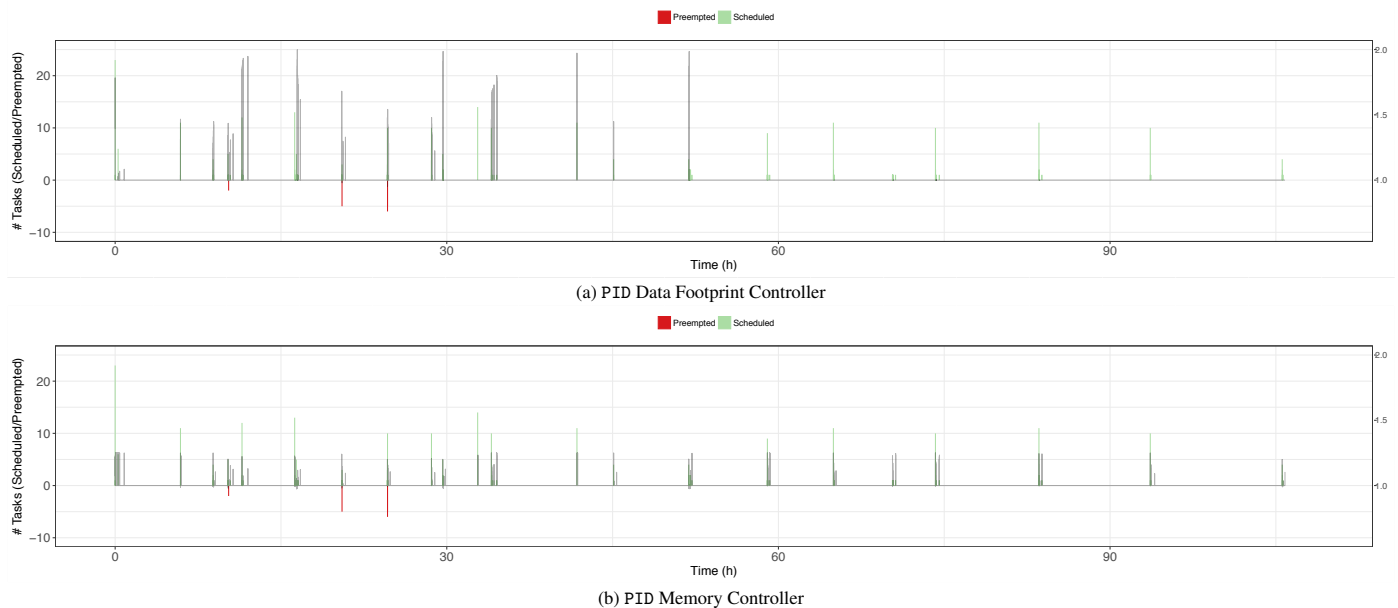 Preempted Scheduled
# Tasks (Scheduled/Preempted)
20
10
0
−10
2.0
1.5
1.0
0 30 60 90
Time (h)
(a) PID Data Footprint Controller
Preempted Scheduled
# Tasks (Scheduled/Preempted)
20
10
0
−10
2.0
1.5
1.0
0 30 60 90
Time (h)
(b) PID Memory Controller